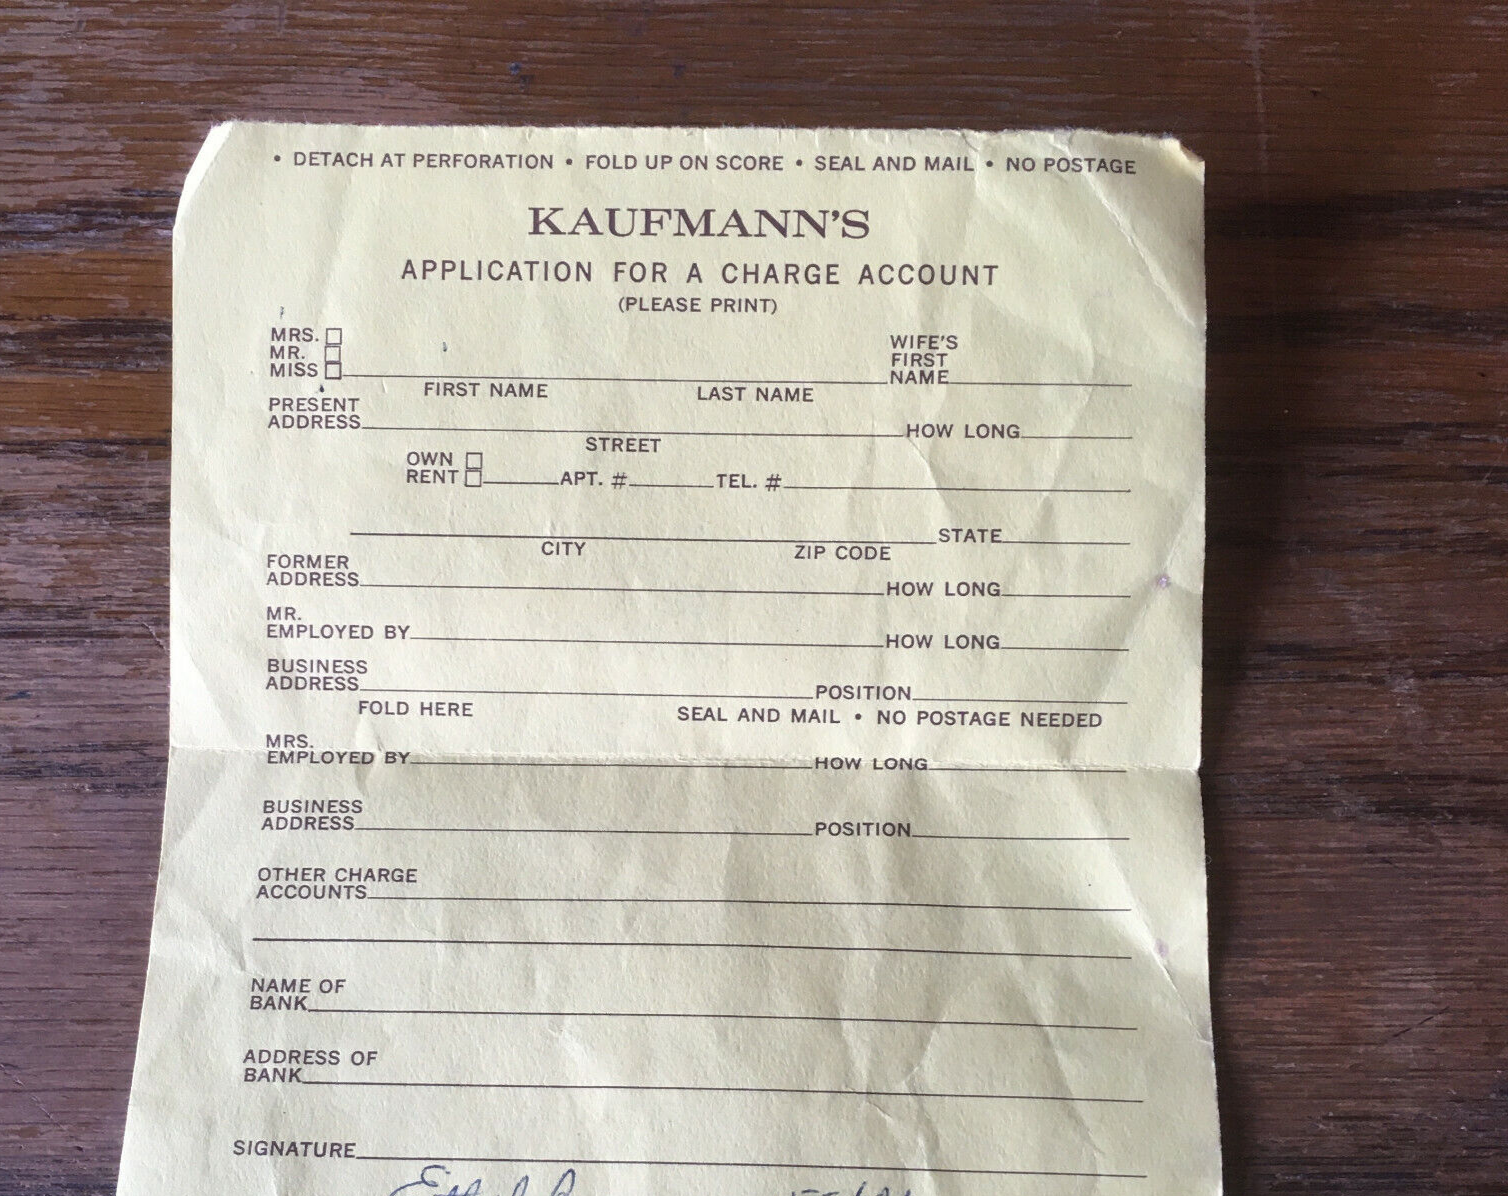 • DETACH AT PERFORATION • FOLD UP ON SCORE • SEAL AND MAIL • NO POSTAGE
KAUFMANN'S
APPLICATION FOR A CHARGE ACCOUNT
(PLEASE PRINT)
MRS.
MR.
MISS
FIRST NAME LAST NAME
WIFE'S
FIRST
NAME
PRESENT
ADDRESS HOW LONG
STREET
OWN
RENT APT. # TEL. #
STATE
CITY ZIP CODE
FORMER
ADDRESS HOW LONG
MR.
EMPLOYED BY HOW LONG
BUSINESS
ADDRESS POSITION
FOLD HERE SEAL AND MAIL • NO POSTAGE NEEDED
MRS.
EMPLOYED BY HOW LONG
BUSINESS
ADDRESS POSITION
OTHER CHARGE
ACCOUNTS
NAME OF
BANK
ADDRESS OF
BANK
SIGNATURE